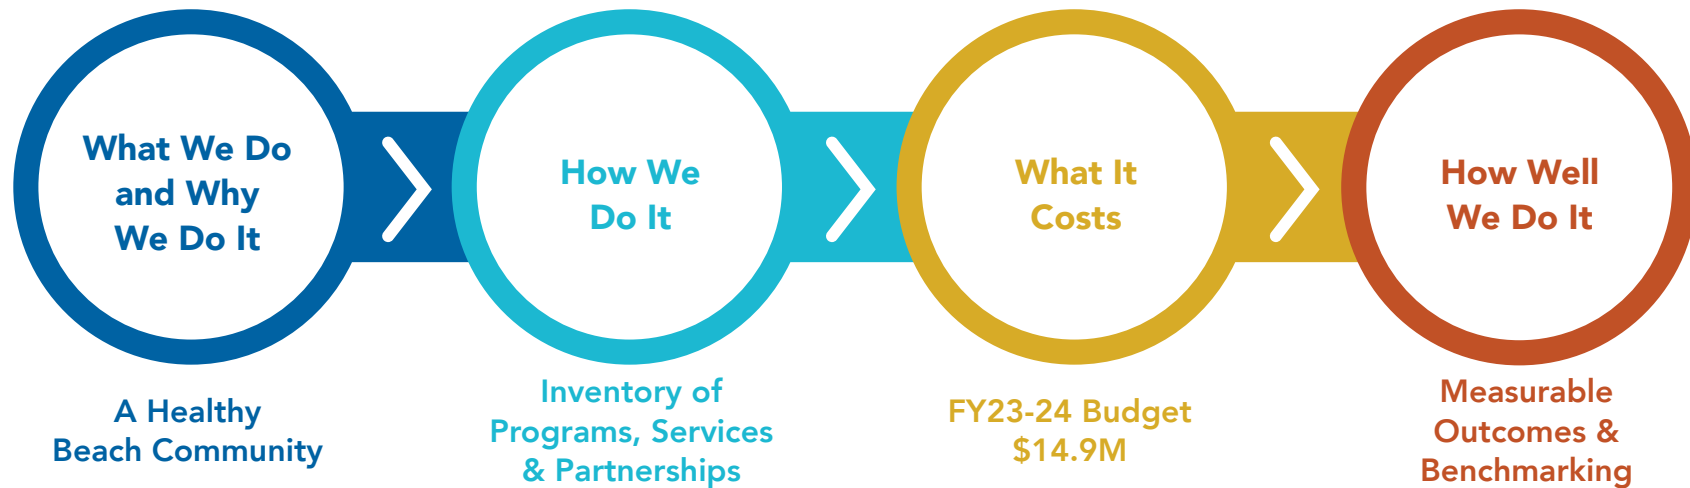 What We Do
and Why
We Do It
How We
Do It
What It
Costs
How Well
We Do It
A Healthy
Beach Community
Inventory of
Programs, Services
& Partnerships
FY23-24 Budget
$14.9M
Measurable
Outcomes &
Benchmarking